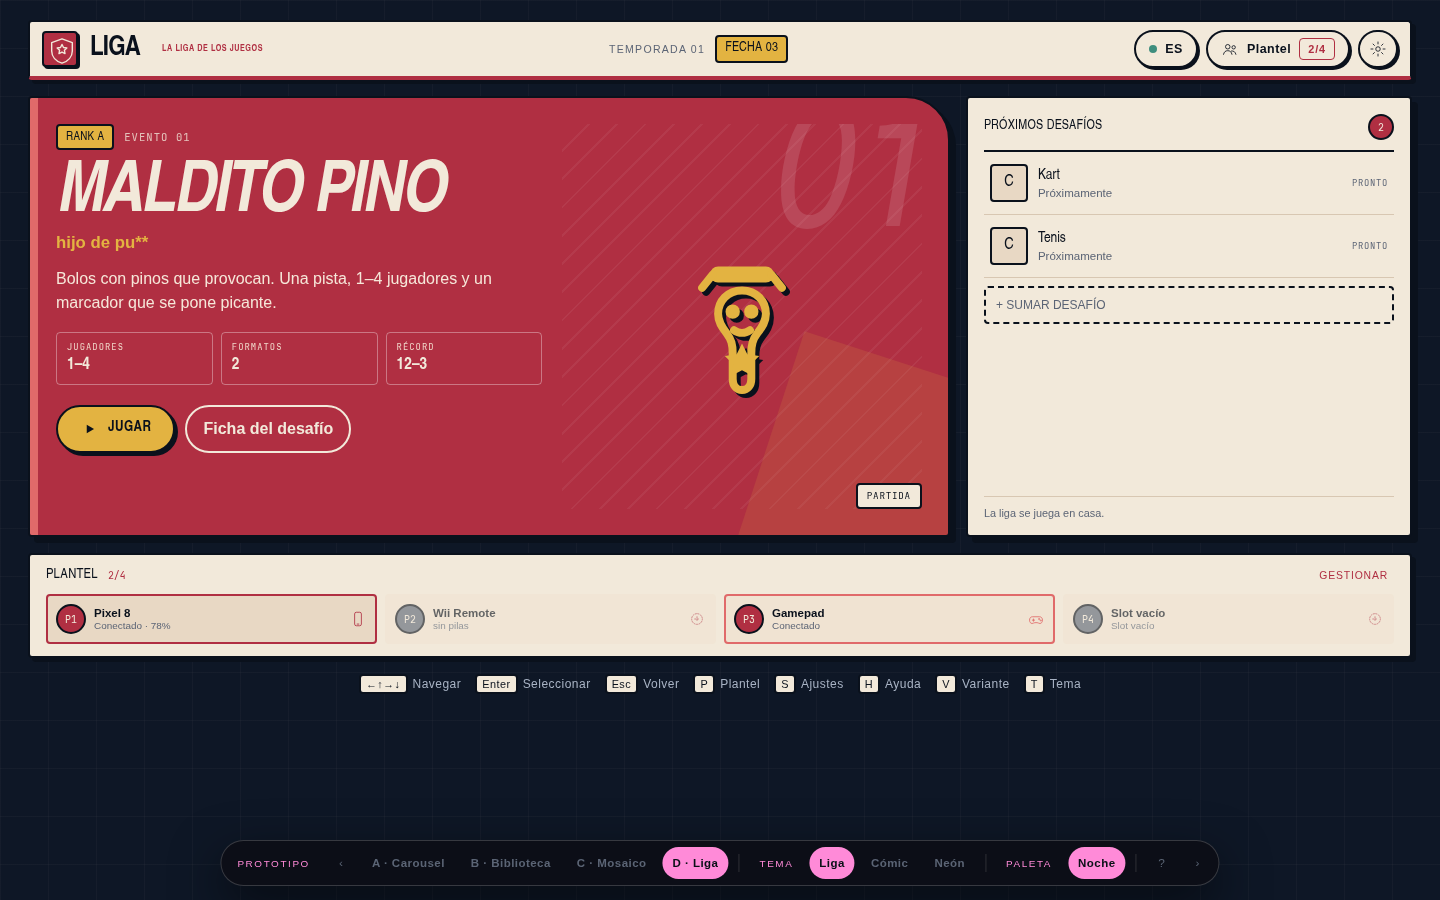 LIGA
LA LIGA DE LOS JUEGOS
TEMPORADA 01
FECHA 03
ES
Plantel
2/4
RANK A
EVENTO 01
01
MALDITO PINO
hijo de pu**
Bolos con pinos que provocan. Una pista, 1–4 jugadores y un
marcador que se pone picante.
JUGADORES
1–4
FORMATOS
2
RÉCORD
12–3
JUGAR
Ficha del desafío
PARTIDA
PRÓXIMOS DESAFÍOS
2
C
Kart
Próximamente
PRONTO
C
Tenis
Próximamente
PRONTO
+ SUMAR DESAFÍO
La liga se juega en casa.
PLANTEL
2/4
GESTIONAR
P1
Pixel 8
Conectado · 78%
P2
Wii Remote
sin pilas
P3
Gamepad
Conectado
P4
Slot vacío
Slot vacío
←↑→↓ Navegar
Enter Seleccionar
Esc Volver
P Plantel
S Ajustes
H Ayuda
V Variante
T Tema
PROTOTIPO
‹
A · Carousel
B · Biblioteca
C · Mosaico
D · Liga
TEMA
Liga
Cómic
Neón
PALETA
Noche
?
›